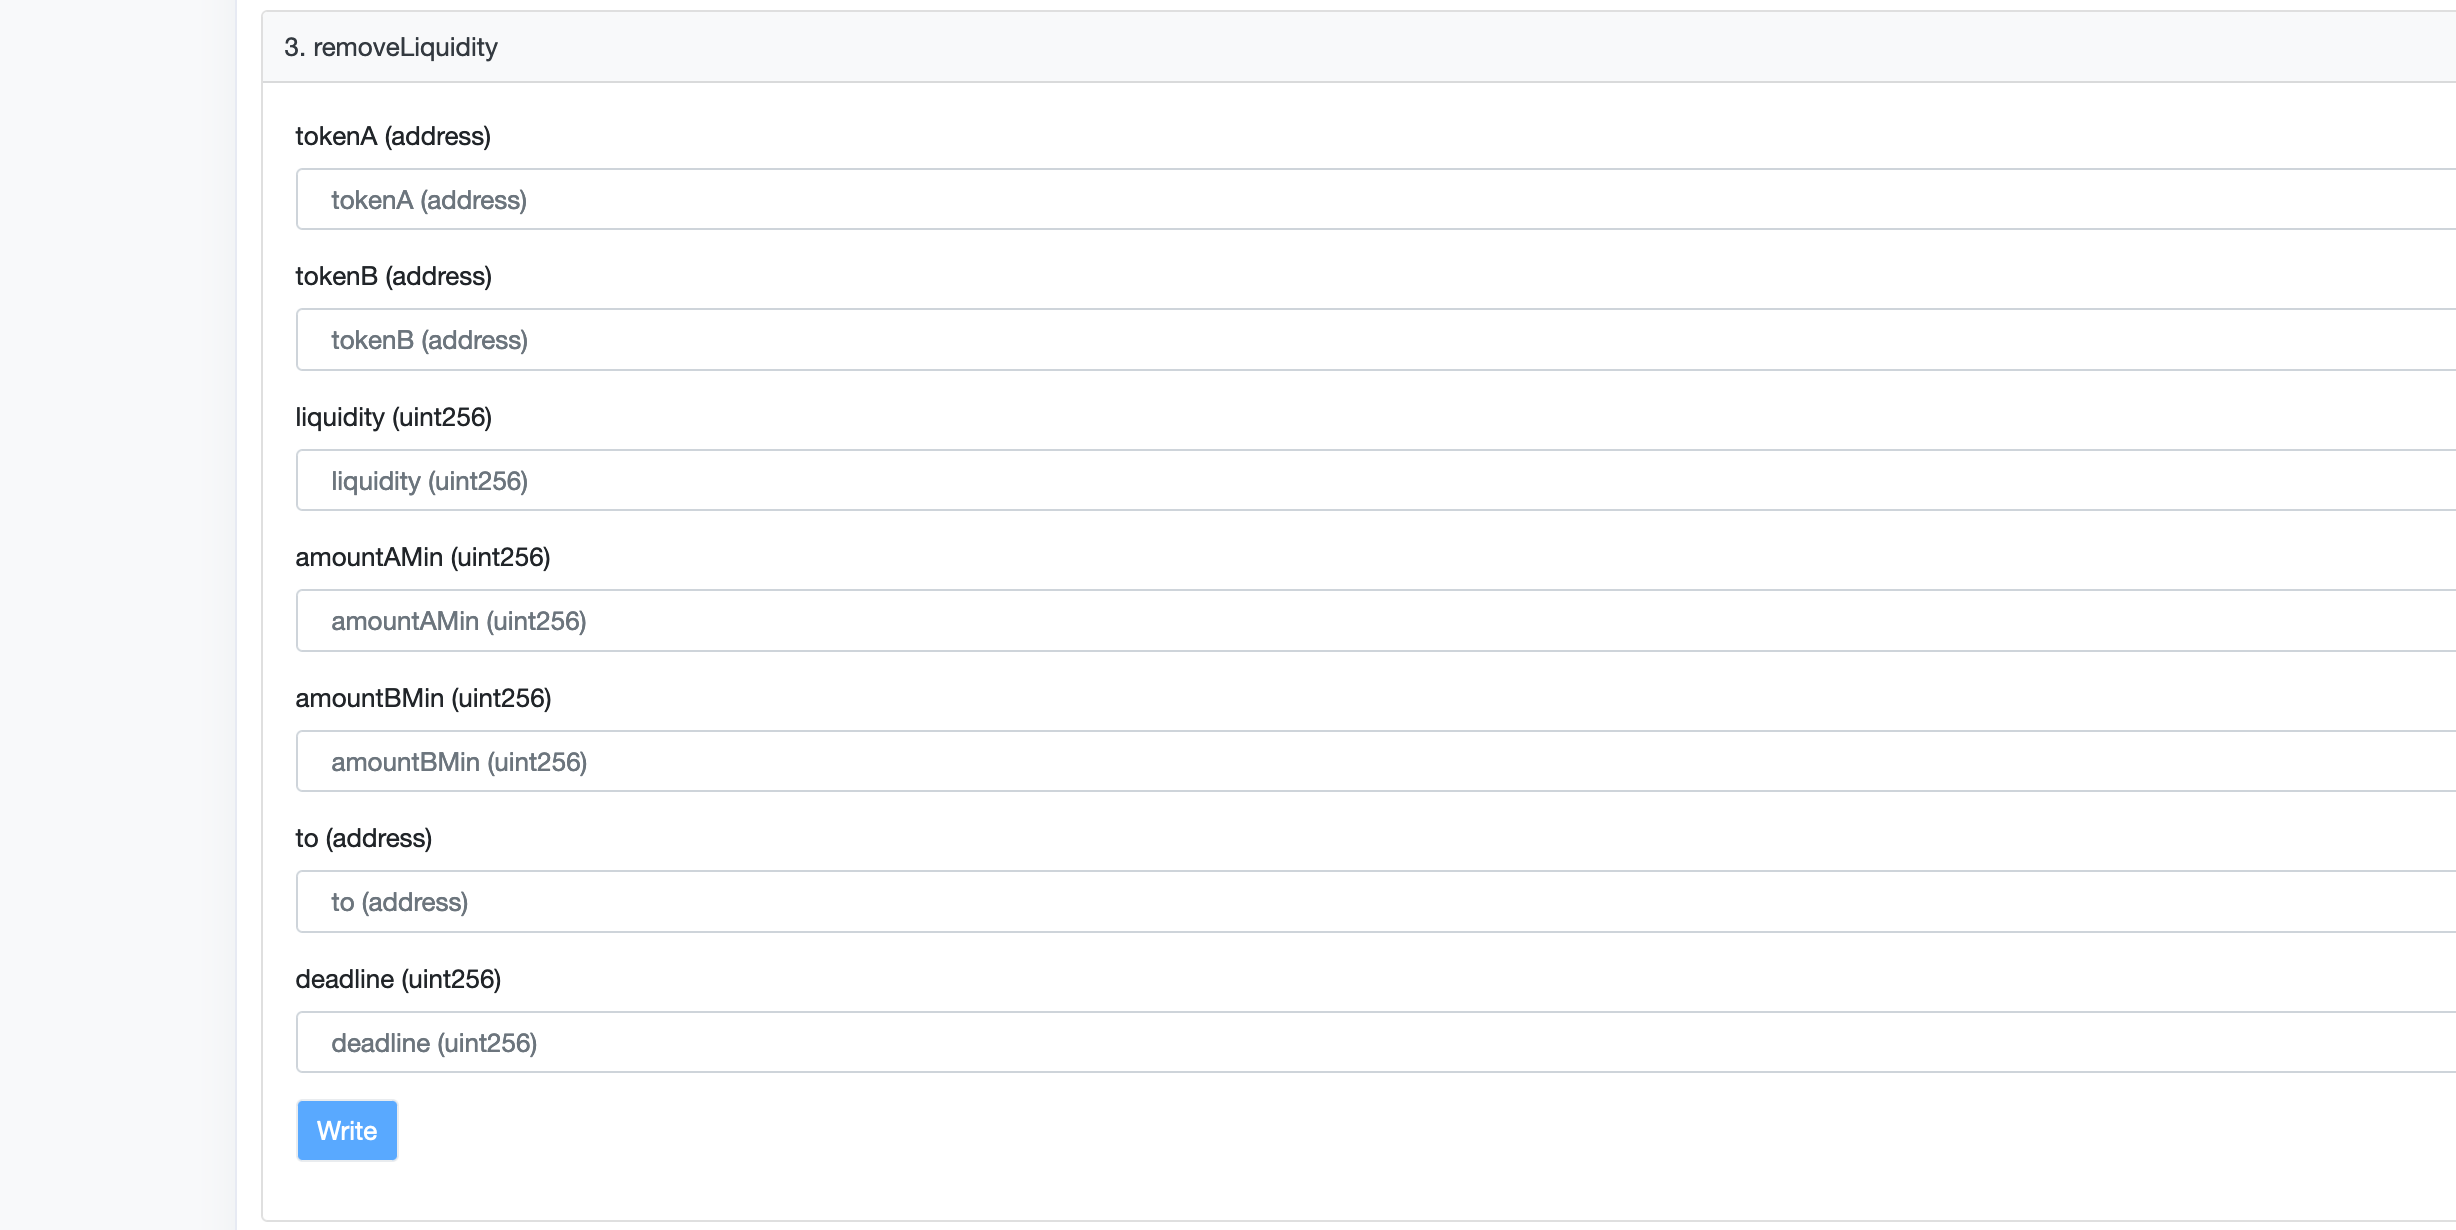 3. removeLiquidity
tokenA (address)
tokenA (address)
tokenB (address)
tokenB (address)
liquidity (uint256)
liquidity (uint256)
amountAMin (uint256)
amountAMin (uint256)
amountBMin (uint256)
amountBMin (uint256)
to (address)
to (address)
deadline (uint256)
deadline (uint256)
Write